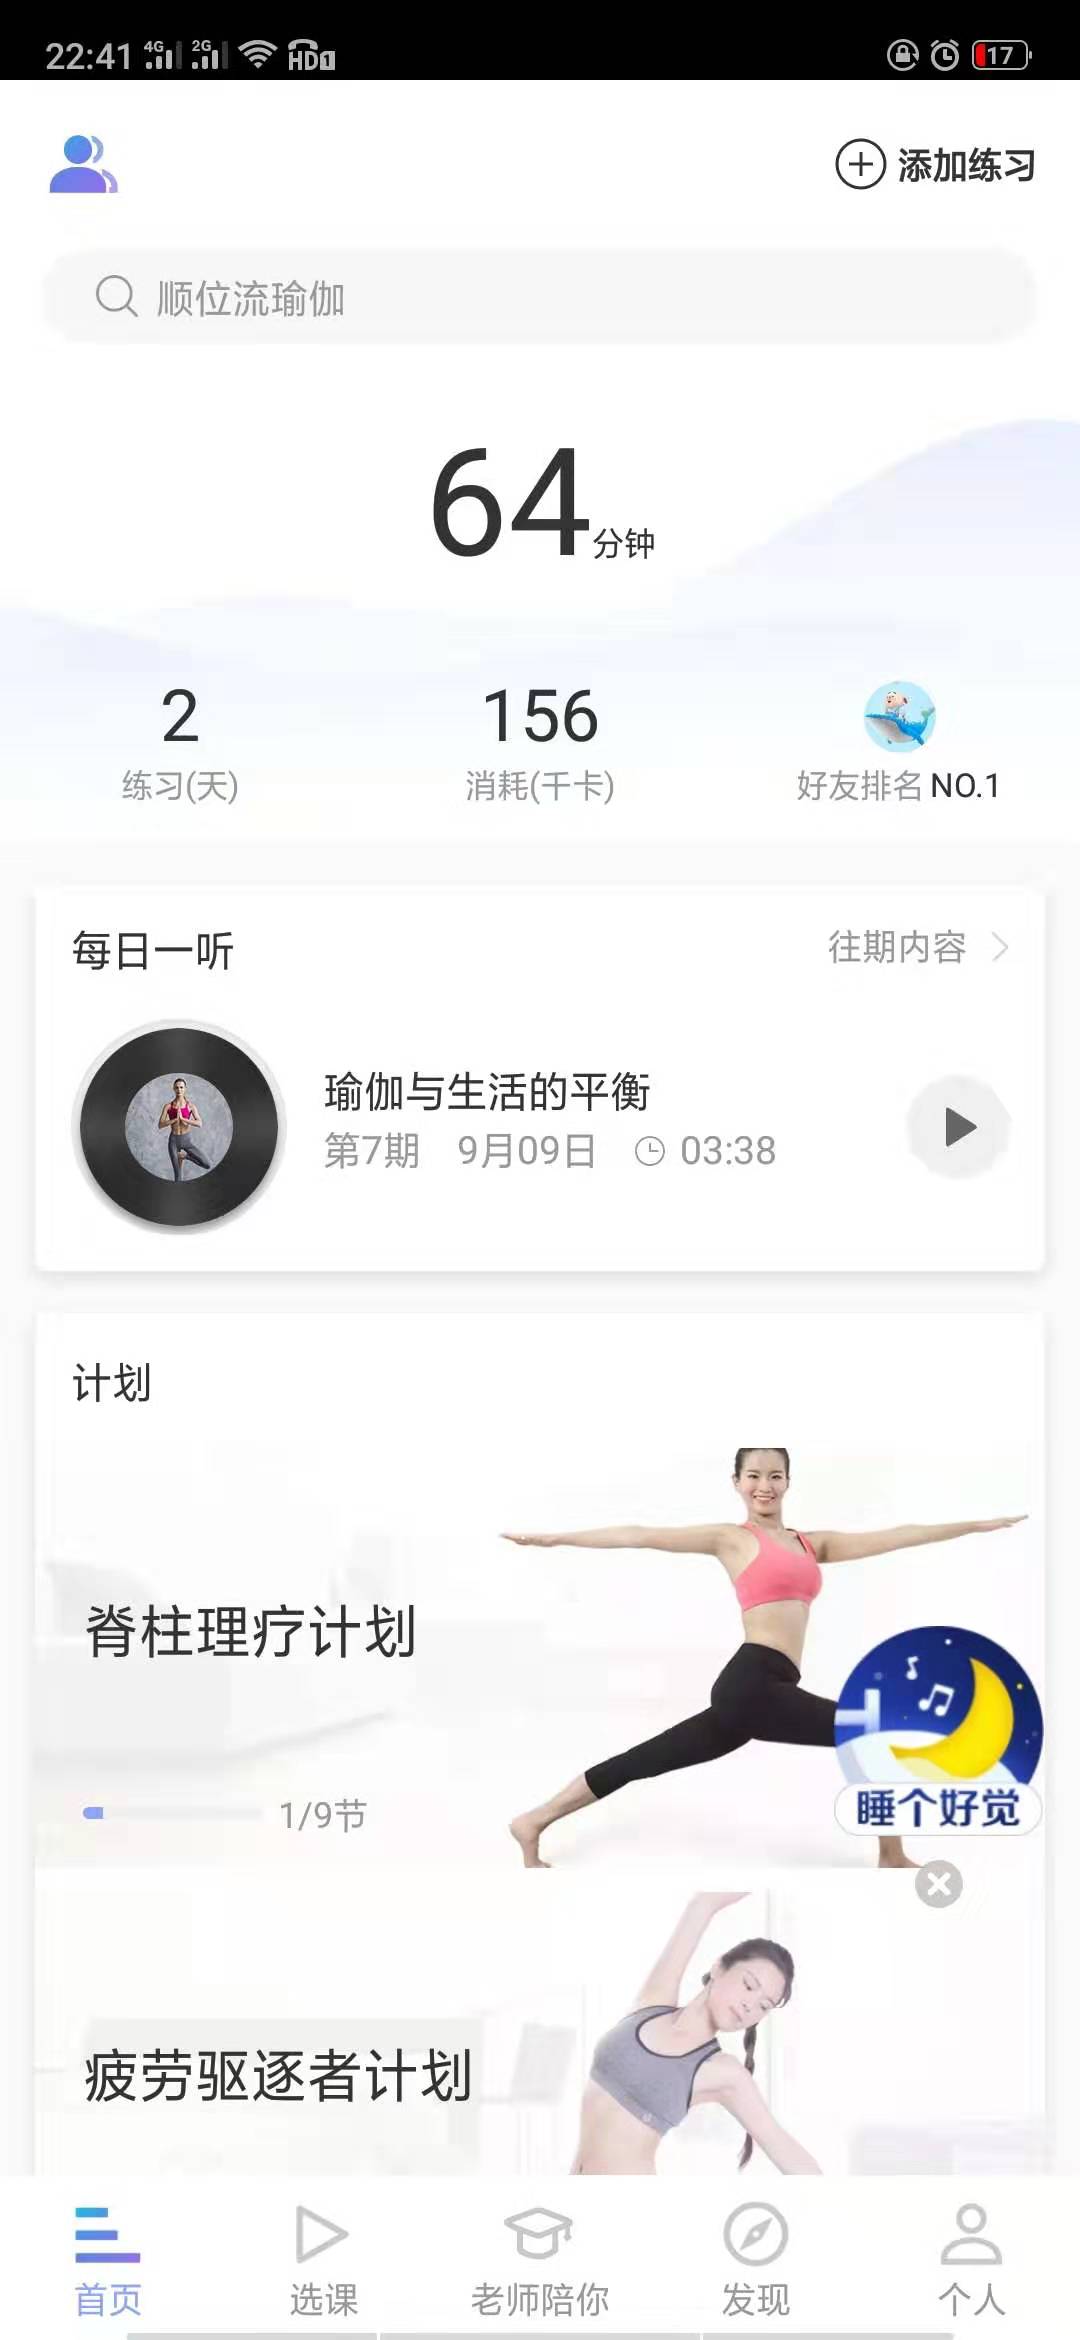 22:41 4G 2G HD1 17
添加练习
顺位流瑜伽
64分钟
2 156
练习(天) 消耗(千卡) 好友排名 NO.1
每日一听 往期内容
瑜伽与生活的平衡
第7期 9月09日 03:38
计划
脊柱理疗计划
睡个好觉
1/9节
疲劳驱逐者计划
首页 选课 老师陪你 发现 个人